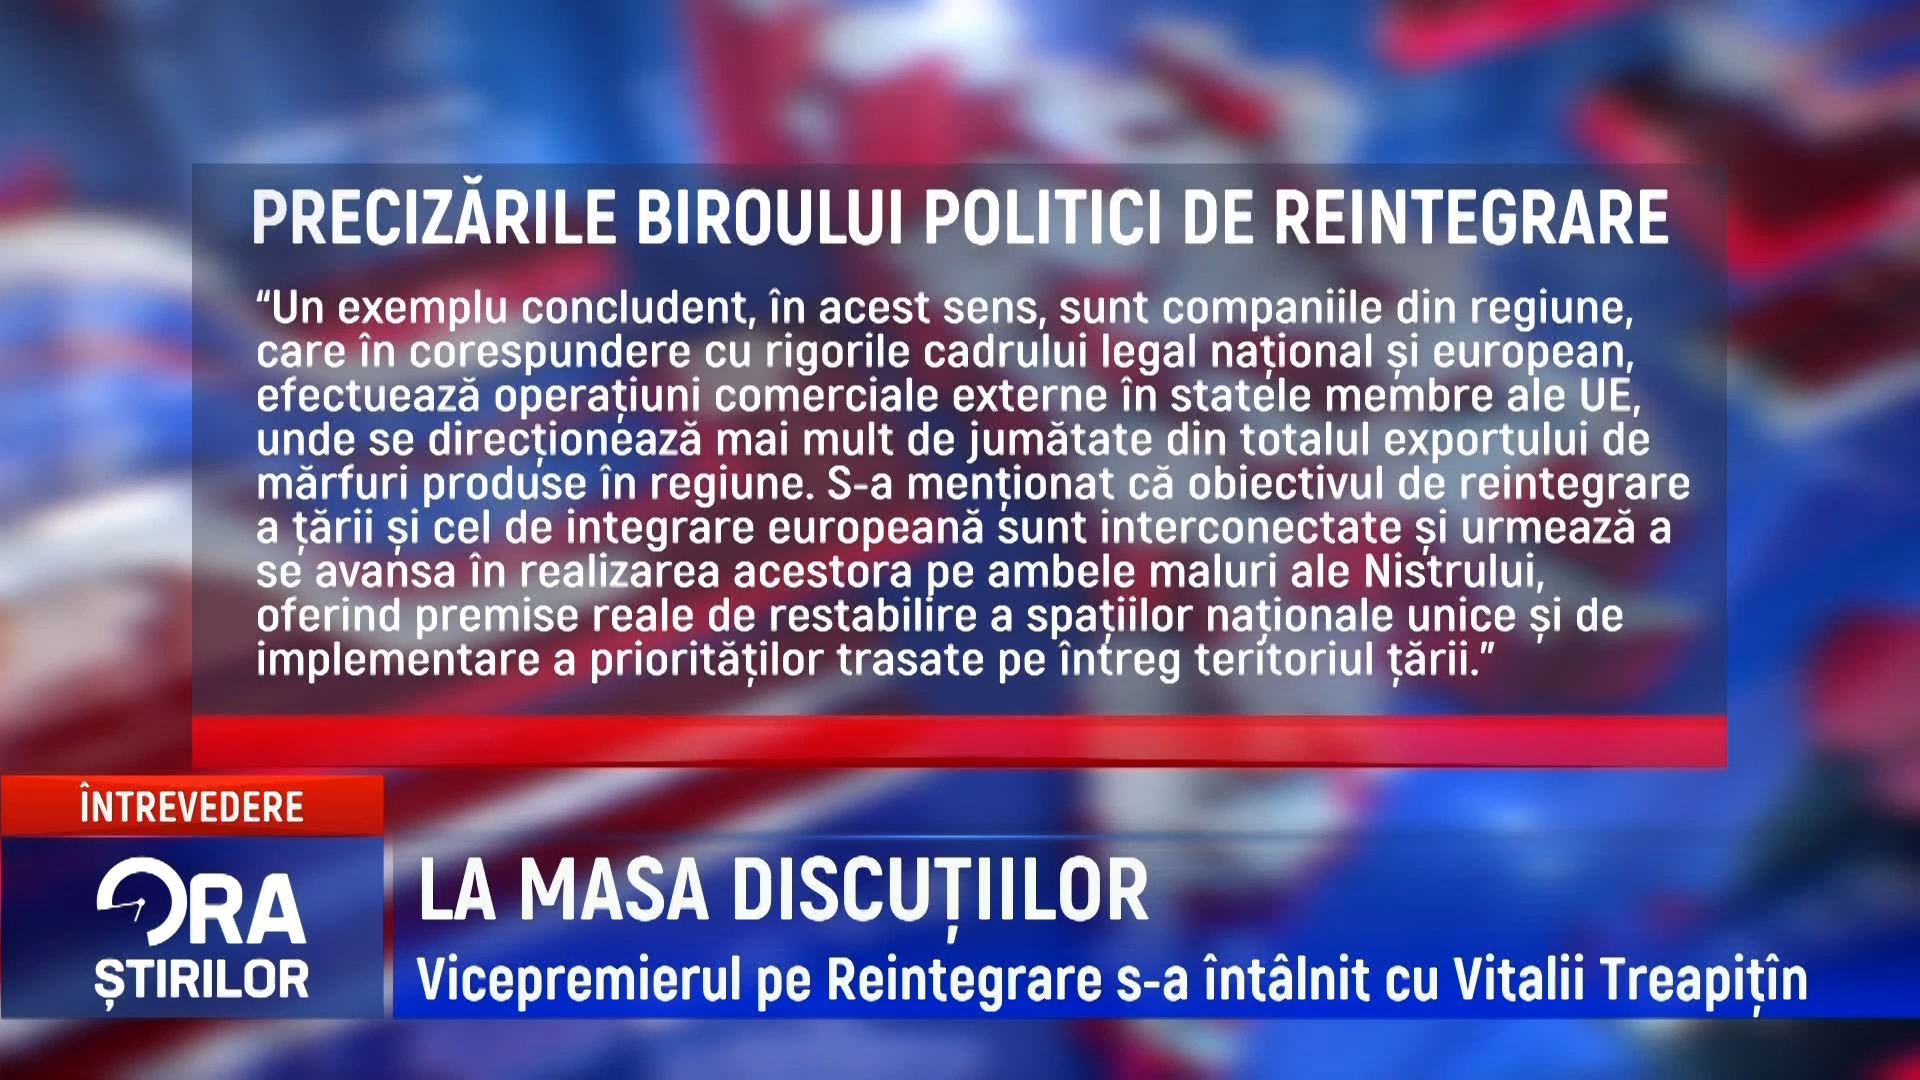 PRECIZĂRILE BIROULUI POLITICI DE REINTEGRARE
“Un exemplu concludent, în acest sens, sunt companiile din regiune,
care în corespundere cu rigorile cadrului legal național și european,
efectuează operațiuni comerciale externe în statele membre ale UE,
unde se direcționează mai mult de jumătate din totalul exportului de
mărfuri produse în regiune. S-a menționat că obiectivul de reintegrare
a țării și cel de integrare europeană sunt interconectate și urmează a
se avansa în realizarea acestora pe ambele maluri ale Nistrului,
oferind premise reale de restabilire a spațiilor naționale unice și de
implementare a priorităților trasate pe întreg teritoriul țării.”
ÎNTREVEDERE
ORA
ȘTIRILOR
LA MASA DISCUȚIILOR
Vicepremierul pe Reintegrare s-a întâlnit cu Vitalii Treapițîn